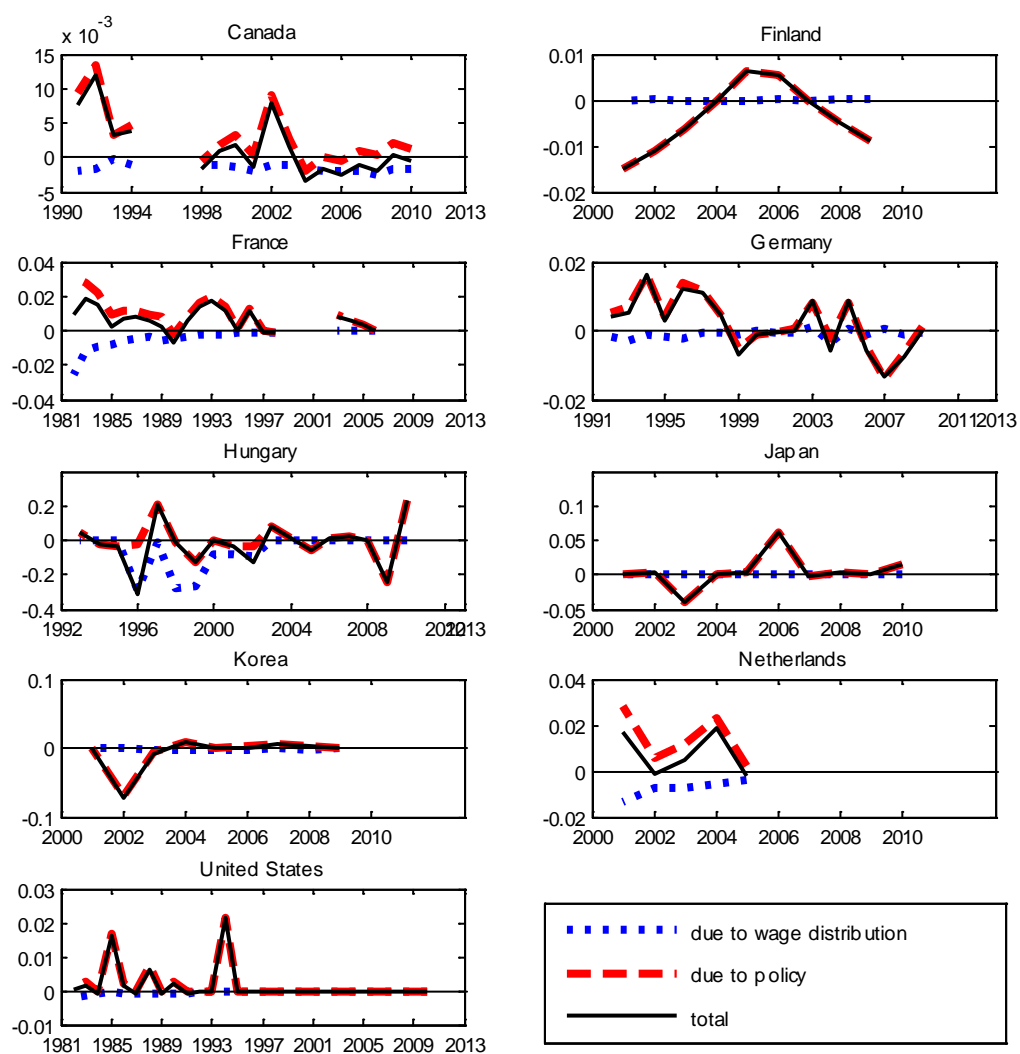 x 10-3
Canada
15
10
5
0
-5
1990 1994 1998 2002 2006 2010 2013
Finland
0.01
0
-0.01
-0.02
2000 2002 2004 2006 2008 2010
France
0.04
0.02
0
-0.02
-0.04
1981 1985 1989 1993 1997 2001 2005 2009 2013
Germany
0.02
0
-0.02
1991 1995 1999 2003 2007 2011 2013
Hungary
0.2
0
-0.2
-0.4
1992 1996 2000 2004 2008 2012 2013
Japan
0.1
0.05
0
-0.05
2000 2002 2004 2006 2008 2010
Korea
0.1
0
-0.1
2000 2002 2004 2006 2008 2010
Netherlands
0.04
0.02
0
-0.02
2000 2002 2004 2006 2008 2010
United States
0.03
0.02
0.01
0
-0.01
1981 1985 1989 1993 1997 2001 2005 2009 2013
due to wage distribution
due to policy
total